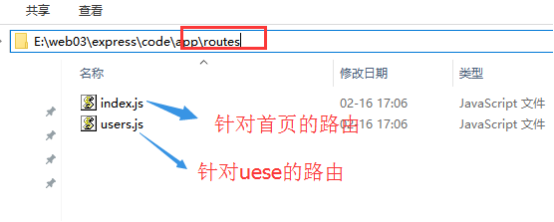 共享 查看
E:\web03\express\code\app\routes
名称 修改日期 类型
index.js 02-16 17:06 JavaScript 文件
users.js 02-16 17:06 JavaScript 文件
针对首页的路由
针对uese的路由